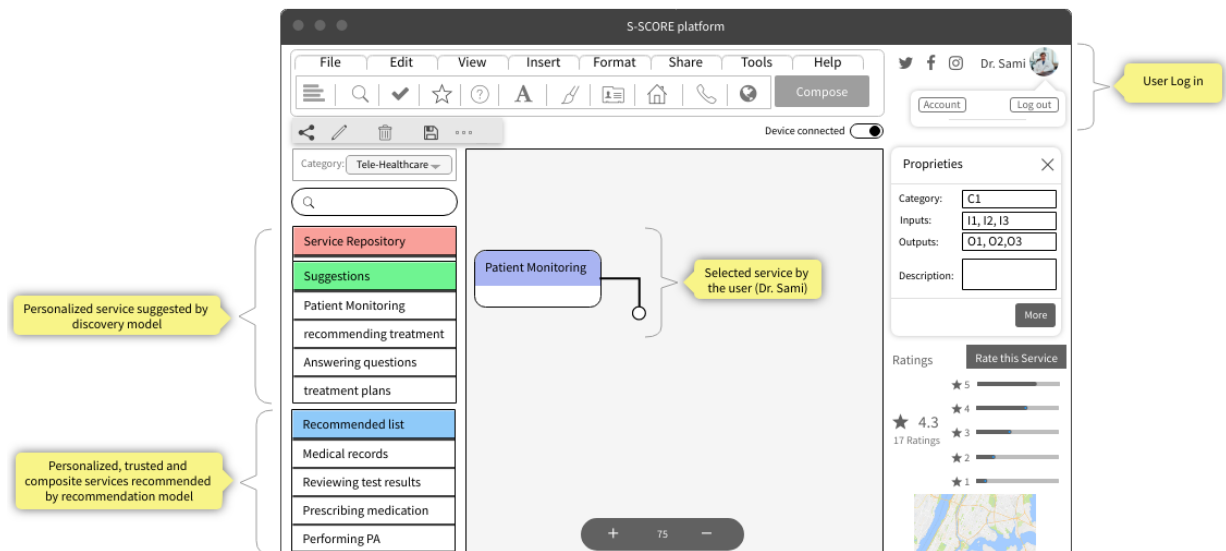 S-SCORE platform
File Edit View Insert Format Share Tools Help
Dr. Sami
User Log in
A
Compose
Account Log out
Device connected
Category: Tele-Healthcare
Proprieties
Category: C1
Inputs: I1, I2, I3
Outputs: O1, O2,O3
Description:
More
Service Repository
Suggestions
Patient Monitoring
recommending treatment
Answering questions
treatment plans
Personalized service suggested by
discovery model
Patient Monitoring
Selected service by
the user (Dr. Sami)
Ratings
Rate this Service
5
4
4.3
17 Ratings
3
2
1
Recommended list
Medical records
Reviewing test results
Prescribing medication
Performing PA
Personalized, trusted and
composite services recommended
by recommendation model
+ 75 −